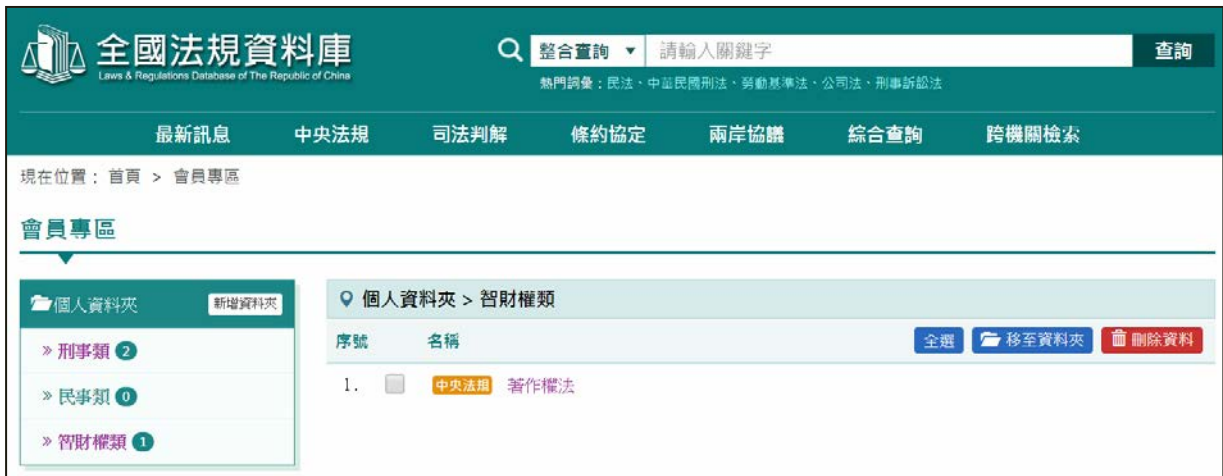 全國法規資料庫
Laws & Regulations Database of The Republic of China
整合查詢 ▼ 請輸入關鍵字 查詢
熱門詞彙：民法、中華民國刑法、勞動基準法、公司法、刑事訴訟法
最新訊息 中央法規 司法判解 條約協定 兩岸協議 綜合查詢 跨機關檢索
現在位置： 首頁 > 會員專區
會員專區
個人資料夾 新增資料夾
» 刑事類 2
» 民事類 0
» 智財權類 1
個人資料夾 > 智財權類
序號 名稱 全選 移至資料夾 刪除資料
1. 中央法規 著作權法